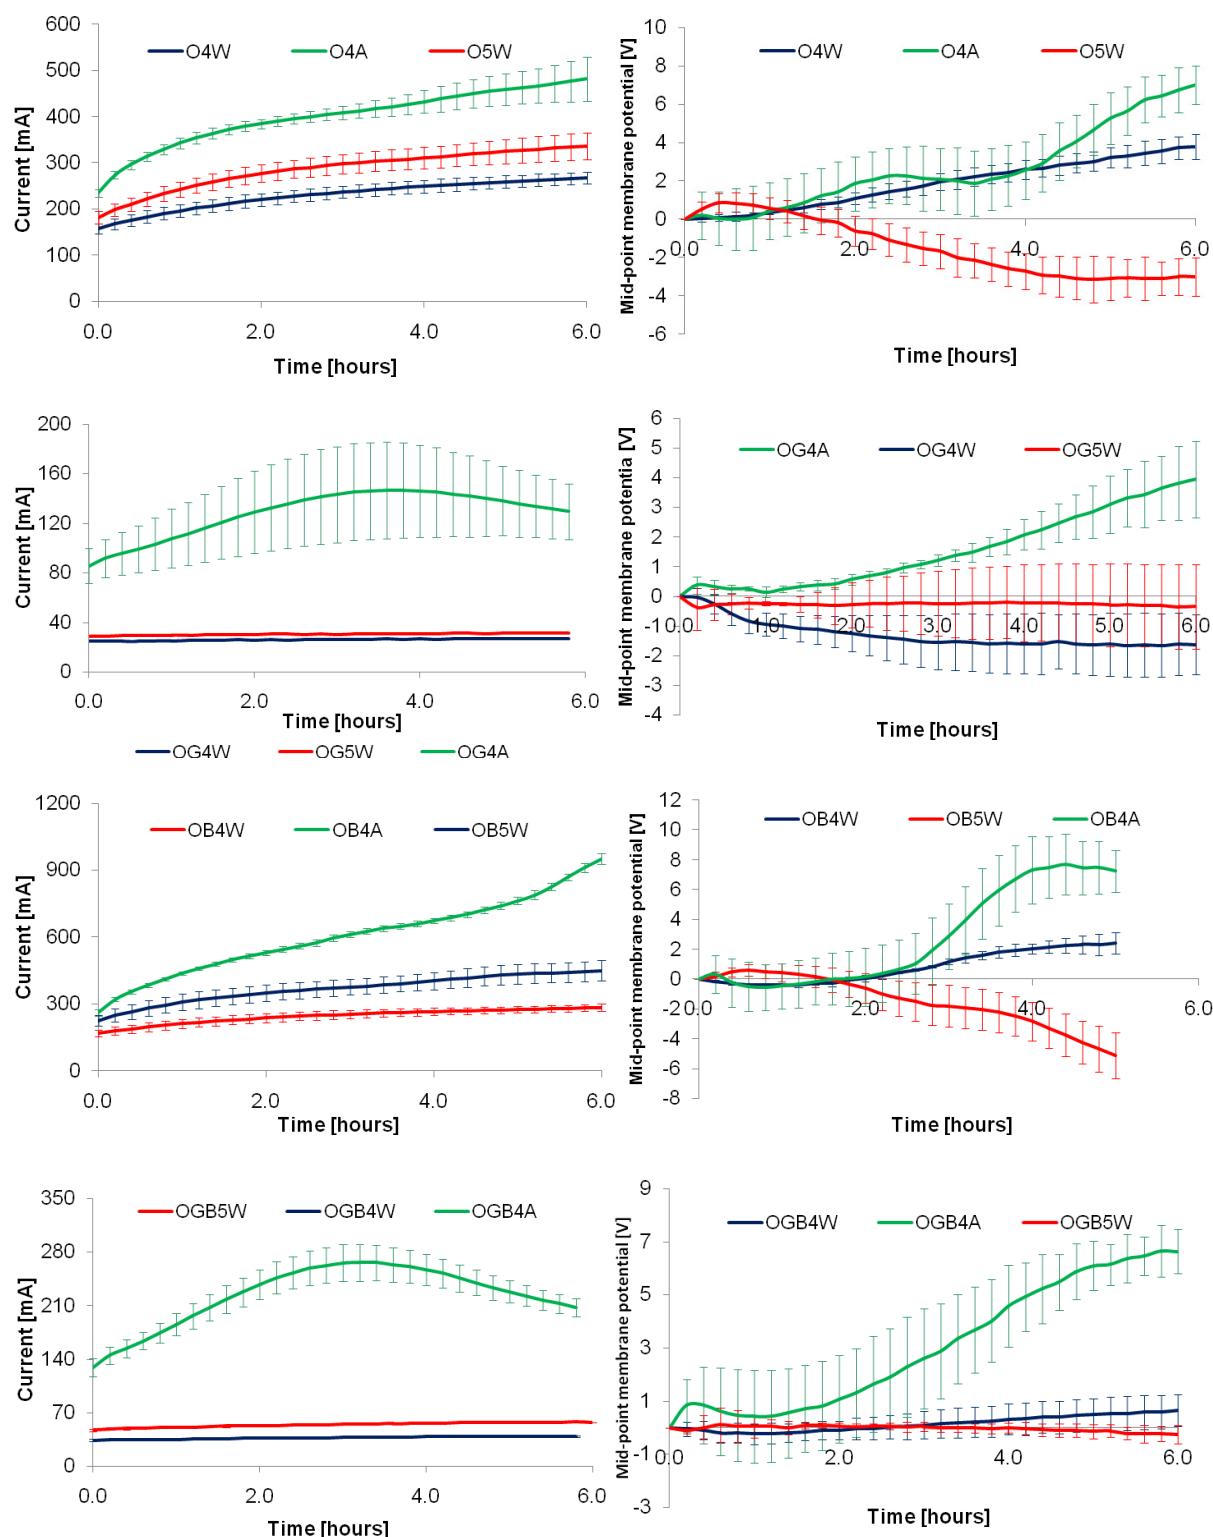 600
500
400
300
200
100
0
Current [mA]
O4W O4A O5W
0.0 2.0 4.0 6.0
Time [hours]
10
8
6
4
2
0
-2
-4
-6
Mid-point membrane potential [V]
O4W O4A O5W
0.0 2.0 4.0 6.0
Time [hours]
200
160
120
80
40
0
Current [mA]
0.0 2.0 4.0 6.0
Time [hours]
OG4W OG5W OG4A
6
5
4
3
2
1
0
-1
-2
-3
-4
Mid-point membrane potentia [V]
OG4A OG4W OG5W
0.0 1.0 2.0 3.0 4.0 5.0 6.0
Time [hours]
1200
900
600
300
0
Current [mA]
OB4W OB4A OB5W
0.0 2.0 4.0 6.0
Time [hours]
12
10
8
6
4
2
0
-2
-4
-6
-8
Mid-point membrane potential [V]
OB4W OB5W OB4A
0.0 2.0 4.0 6.0
Time [hours]
350
280
210
140
70
0
Current [mA]
OGB5W OGB4W OGB4A
0.0 2.0 4.0 6.0
Time [hours]
9
7
5
3
1
-1
-3
Mid-point membrane potential [V]
OGB4W OGB4A OGB5W
0.0 2.0 4.0 6.0
Time [hours]